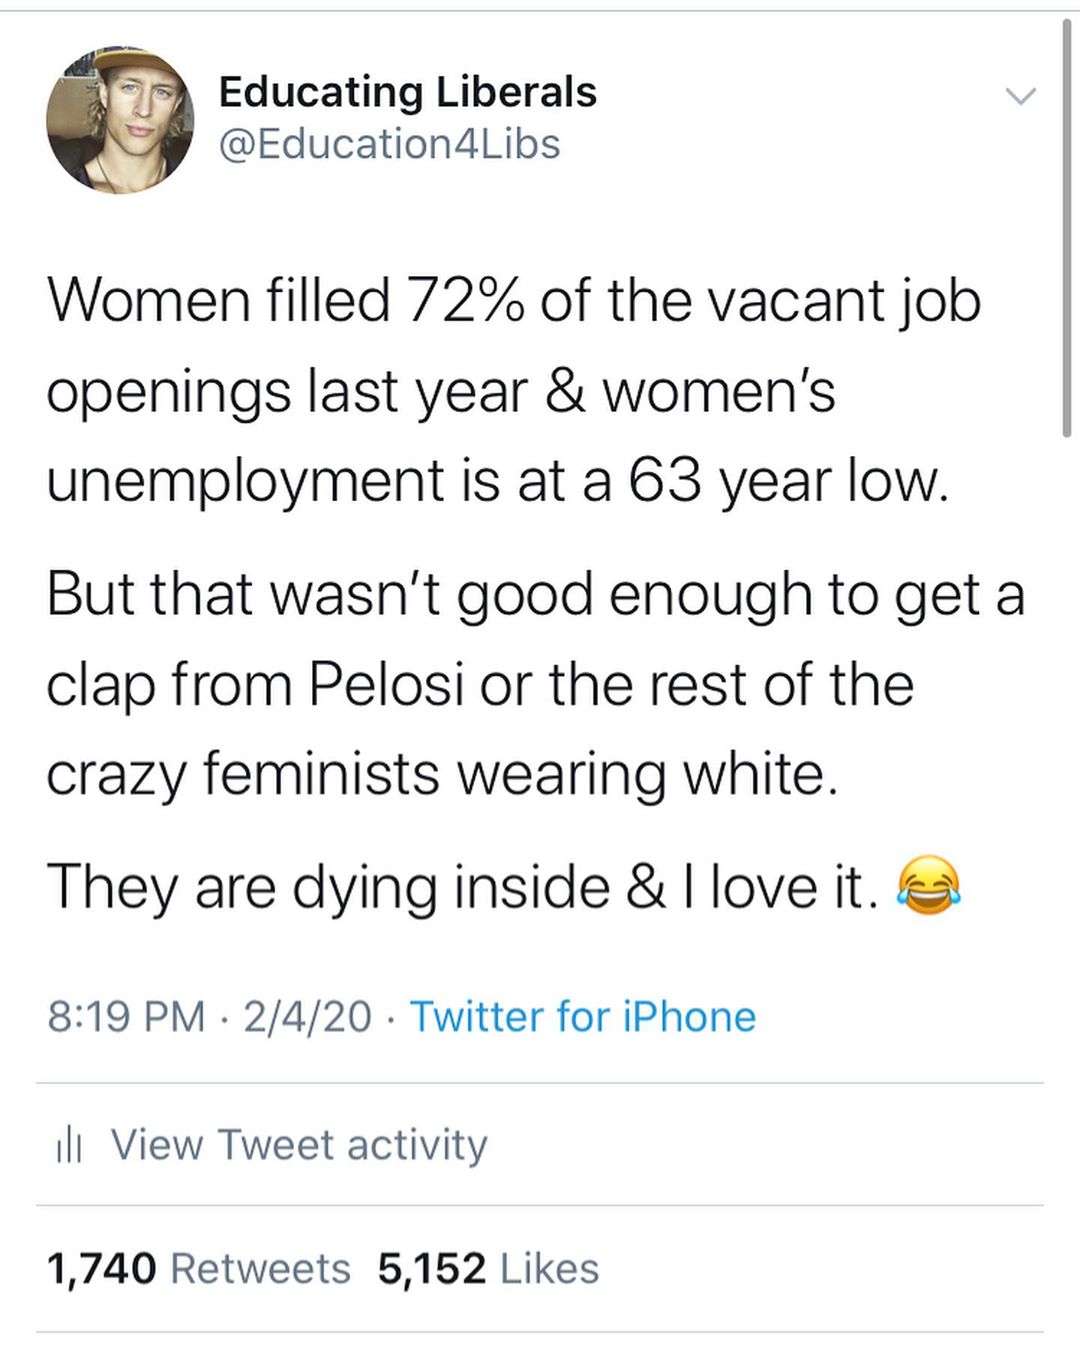 Educating Liberals
@Education4Libs
Women filled 72% of the vacant job
openings last year & women’s
unemployment is at a 63 year low.
But that wasn’t good enough to get a
clap from Pelosi or the rest of the
crazy feminists wearing white.
They are dying inside & I love it. 😂
8:19 PM · 2/4/20 · Twitter for iPhone
View Tweet activity
1,740 Retweets 5,152 Likes